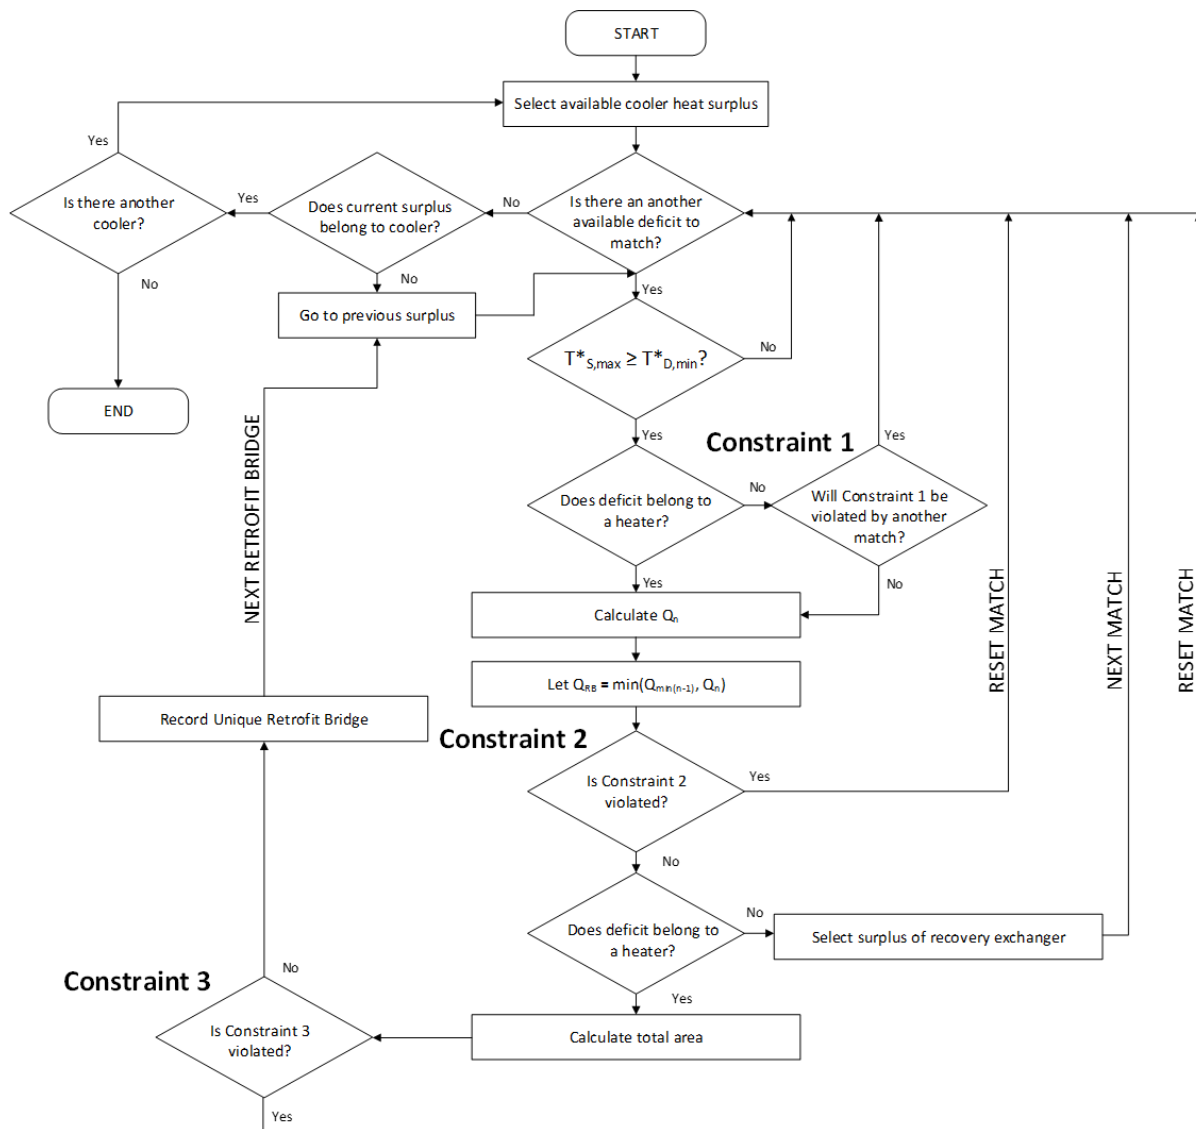 START
Select available cooler heat surplus
Yes
Is there another
cooler?
Yes
Does current surplus
belong to cooler?
No
Is there an another
available deficit to
match?
No
No
Yes
Go to previous surplus
T*S,max ≥ T*D,min?
No
END
Yes
Constraint 1
Yes
Does deficit belong to
a heater?
No
Will Constraint 1 be
violated by another
match?
NEXT RETROFIT BRIDGE
Yes
No
Calculate Qn
RESET MATCH
NEXT MATCH
RESET MATCH
Let QRB = min(Qmin(n-1), Qn)
Record Unique Retrofit Bridge
Constraint 2
Is Constraint 2
violated?
Yes
No
Does deficit belong to
a heater?
No
Select surplus of recovery exchanger
Constraint 3
No
Yes
Is Constraint 3
violated?
Calculate total area
Yes